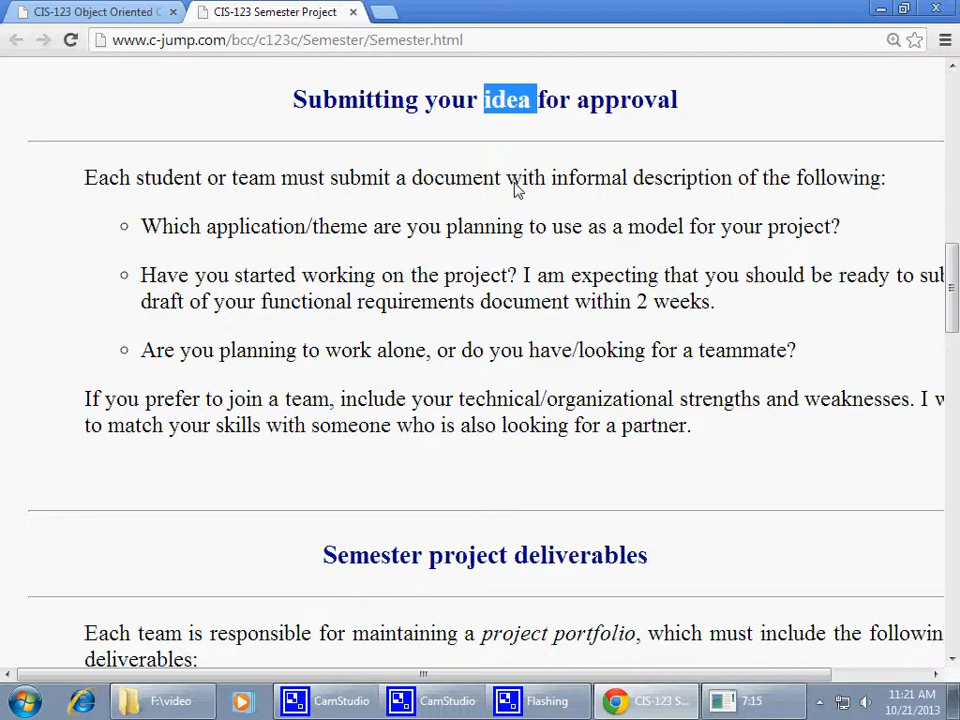 CIS-123 Object Oriented C
CIS-123 Semester Project
www.c-jump.com/bcc/c123c/Semester/Semester.html
Submitting your idea for approval
Each student or team must submit a document with informal description of the following:
Which application/theme are you planning to use as a model for your project?
Have you started working on the project? I am expecting that you should be ready to sub
draft of your functional requirements document within 2 weeks.
Are you planning to work alone, or do you have/looking for a teammate?
If you prefer to join a team, include your technical/organizational strengths and weaknesses. I w
to match your skills with someone who is also looking for a partner.
Semester project deliverables
Each team is responsible for maintaining a project portfolio, which must include the followin
deliverables:
F:\video
CamStudio
CamStudio
Flashing
CIS-123 S...
7:15
11:21 AM
10/21/2013